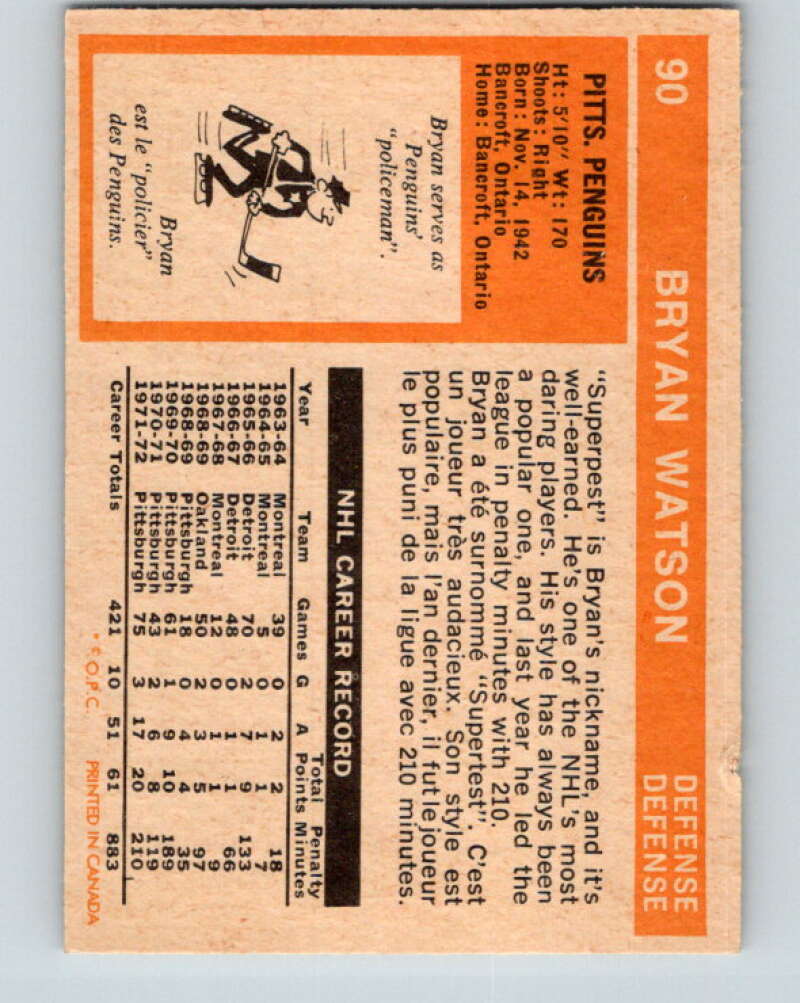 90 BRYAN WATSON DEFENSE
DEFENSE
PITTS. PENGUINS
Ht: 5'10" Wt: 170
Shoots: Right
Born: Nov. 14, 1942
Bancroft, Ontario
Home: Bancroft, Ontario
Bryan serves as
Penguins'
"policeman".
Bryan
est le "policier"
des Penguins.
"Superpest" is Bryan's nickname, and it's
well-earned. He's one of the NHL's most
daring players. His style has always been
a popular one, and last year he led the
league in penalty minutes with 210.
Bryan a été surnommé "Supertest". C'est
un joueur très audacieux. Son style est
populaire, mais l'an dernier, il fut le joueur
le plus puni de la ligue avec 210 minutes.
NHL CAREER RECORD
Total Penalty
Year Team Games G A Points Minutes
1963-64 Montreal 39 0 2 2 18
1964-65 Montreal 5 0 1 1 7
1965-66 Detroit 70 2 7 9 133
1966-67 Detroit 48 0 1 1 66
1967-68 Montreal 12 0 1 1 9
1968-69 Oakland 50 2 3 5 97
1968-69 Pittsburgh 18 0 4 4 35
1969-70 Pittsburgh 61 1 9 10 189
1970-71 Pittsburgh 43 2 6 8 119
1971-72 Pittsburgh 75 3 17 20 210
Career Totals 421 10 51 61 883
* © O.P.C. PRINTED IN CANADA